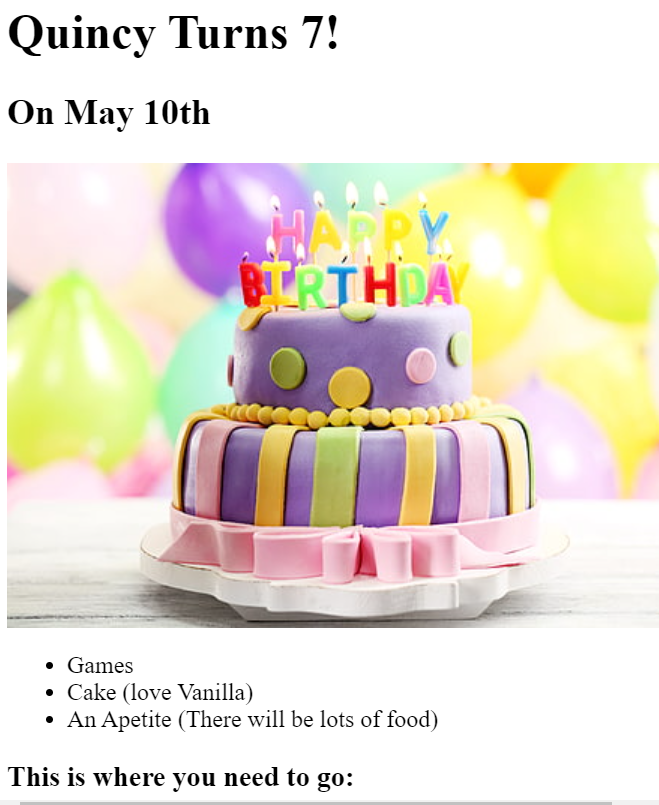 Quincy Turns 7!
On May 10th
HAPPY
BIRTHDAY
Games
Cake (love Vanilla)
An Apetite (There will be lots of food)
This is where you need to go: